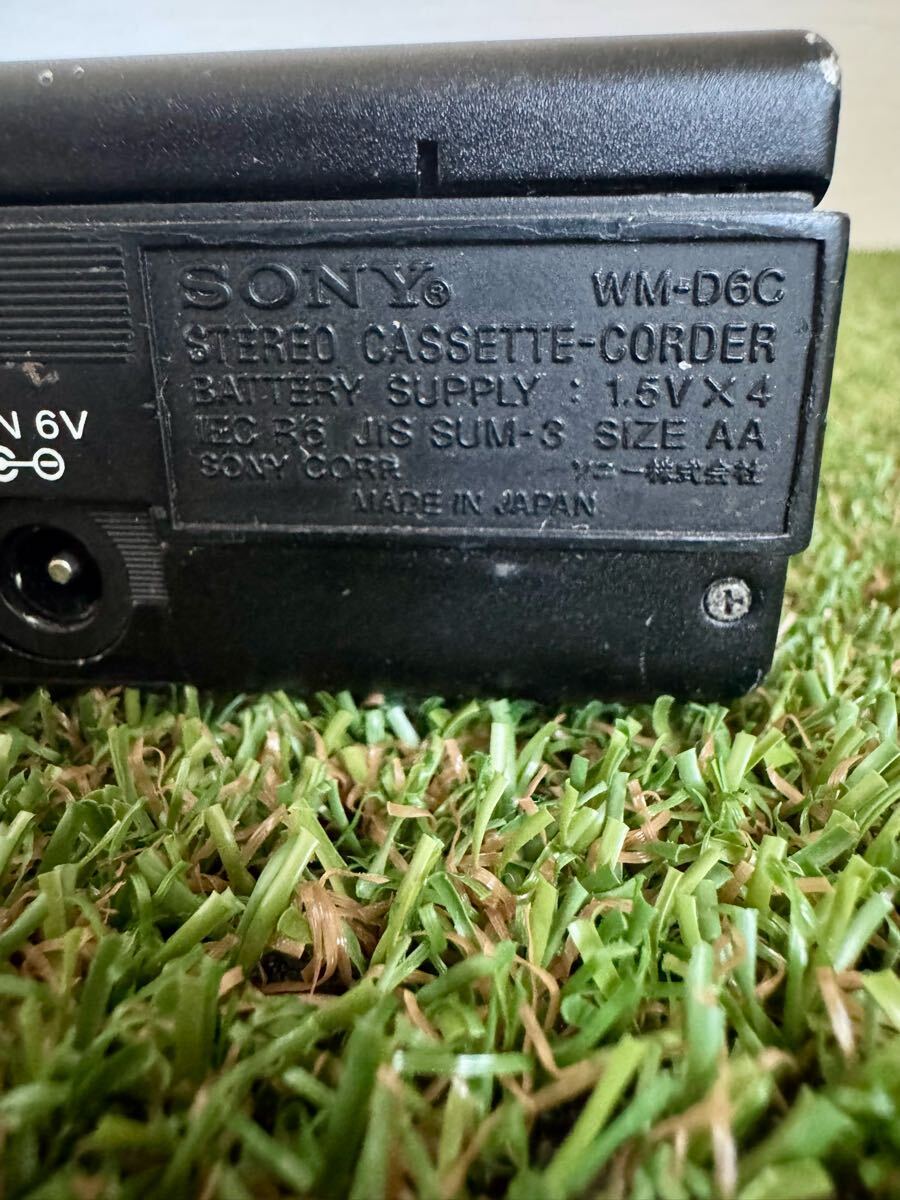 SONY® WM-D6C
STEREO CASSETTE-CORDER
BATTERY SUPPLY : 1.5V X 4
IEC R6 JIS SUM-3 SIZE AA
SONY CORP. ソニー株式会社
MADE IN JAPAN
N 6V